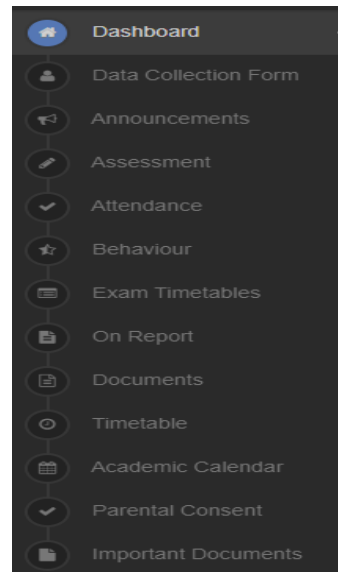 Dashboard
Data Collection Form
Announcements
Assessment
Attendance
Behaviour
Exam Timetables
On Report
Documents
Timetable
Academic Calendar
Parental Consent
Important Documents